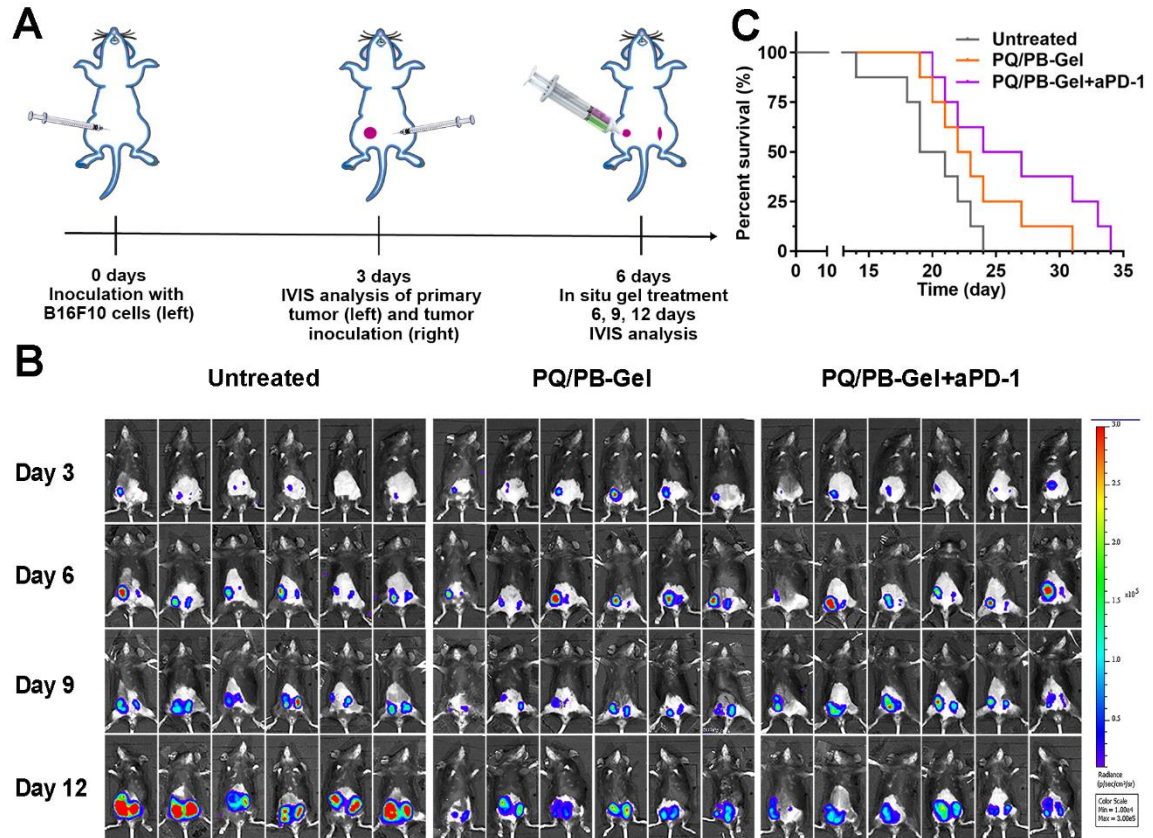 A
0 days
Inoculation with
B16F10 cells (left)
3 days
IVIS analysis of primary
tumor (left) and tumor
inoculation (right)
6 days
In situ gel treatment
6, 9, 12 days
IVIS analysis
C
Untreated
PQ/PB-Gel
PQ/PB-Gel+aPD-1
Percent survival (%)
100
75
50
25
0
0 10 15 20 25 30 35
Time (day)
B
Untreated PQ/PB-Gel PQ/PB-Gel+aPD-1
Day 3
Day 6
Day 9
Day 12
3.0
2.5
2.0
1.5
x10⁵
1.0
0.5
Radiance
(p/sec/cm²/sr)
Color Scale
Min = 1.00e4
Max = 3.00e5